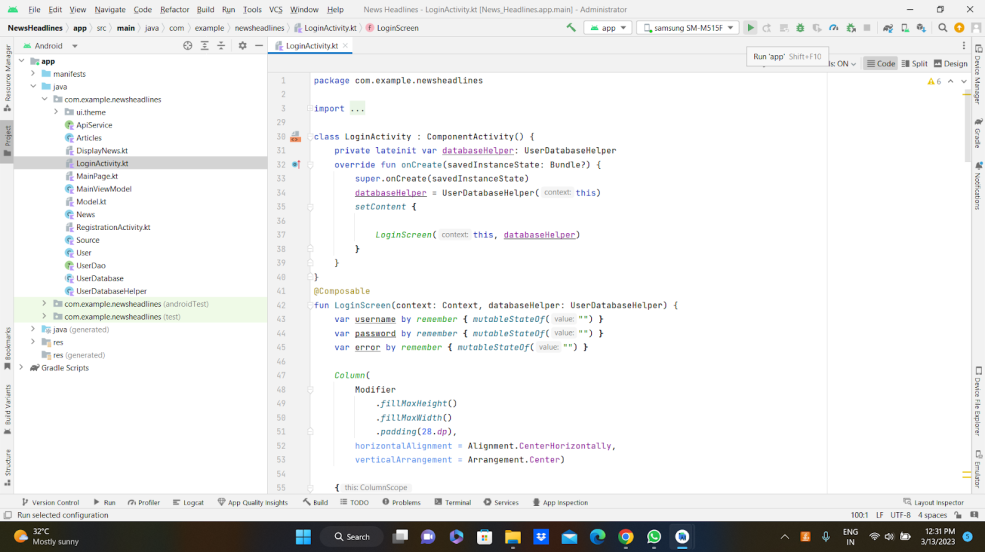 File Edit View Navigate Code Refactor Build Run Tools VCS Window Help News Headlines - LoginActivity.kt [News_Headlines.app.main] - Administrator
NewsHeadlines app src main java com example newsheadlines LoginActivity.kt LoginScreen app samsung SM-M515F
Android LoginActivity.kt
Run 'app' Shift+F10
ON Code Split Design
Resource Manager
Project
Bookmarks
Build Variants
Structure
app
manifests
java
com.example.newsheadlines
ui.theme
ApiService
Articles
DisplayNews.kt
LoginActivity.kt
MainPage.kt
MainViewModel
Model.kt
News
RegistrationActivity.kt
Source
User
UserDao
UserDatabase
UserDatabaseHelper
com.example.newsheadlines (androidTest)
com.example.newsheadlines (test)
java (generated)
res
res (generated)
Gradle Scripts
6
1 package com.example.newsheadlines
2
3 import ...
29
30 class LoginActivity : ComponentActivity() {
31 private lateinit var databaseHelper: UserDatabaseHelper
32 override fun onCreate(savedInstanceState: Bundle?) {
33 super.onCreate(savedInstanceState)
34 databaseHelper = UserDatabaseHelper( context: this)
35 setContent {
36
37 LoginScreen( context: this, databaseHelper)
38 }
39 }
40 }
41 @Composable
42 fun LoginScreen(context: Context, databaseHelper: UserDatabaseHelper) {
43 var username by remember { mutableStateOf( value: "") }
44 var password by remember { mutableStateOf( value: "") }
45 var error by remember { mutableStateOf( value: "") }
46
47 Column(
48 Modifier
49 .fillMaxHeight()
50 .fillMaxWidth()
51 .padding(28.dp),
52 horizontalAlignment = Alignment.CenterHorizontally,
53 verticalArrangement = Arrangement.Center)
54
55 { this: ColumnScope
Device Manager
Gradle
Notifications
Device File Explorer
Emulator
Version Control Run Profiler Logcat App Quality Insights Build TODO Problems Terminal Services App Inspection Layout Inspector
Run selected configuration 100:1 LF UTF-8 4 spaces
32°C
Mostly sunny
Search
ENG
IN
12:31 PM
3/13/2023
5